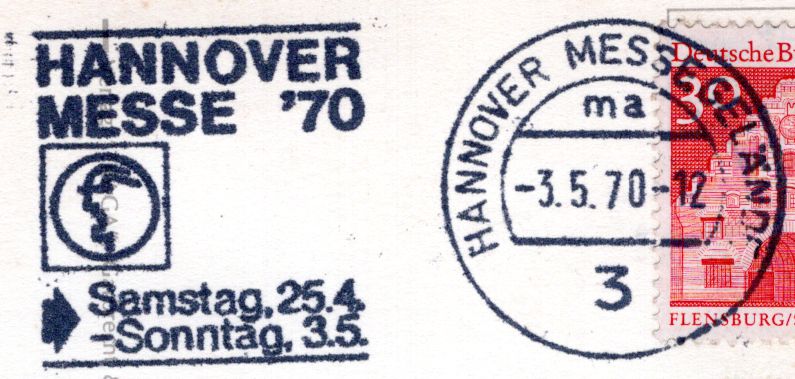 HANNOVER
MESSE '70
Samstag, 25.4.
-Sonntag, 3.5.
HANNOVER MESSEGELÄNDE
ma
-3.5.70-12
3
Deutsche
30
FLENSBURG/